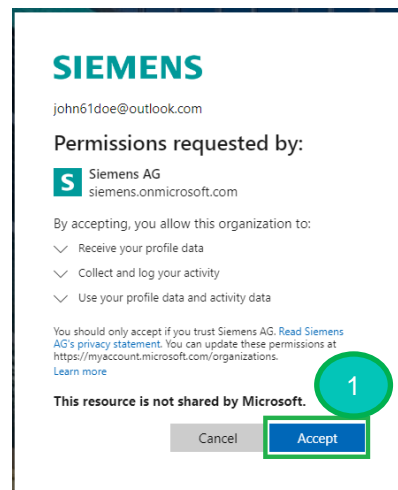 SIEMENS
john61doe@outlook.com
Permissions requested by:
S
Siemens AG
siemens.onmicrosoft.com
By accepting, you allow this organization to:
Receive your profile data
Collect and log your activity
Use your profile data and activity data
You should only accept if you trust Siemens AG. Read Siemens
AG's privacy statement. You can update these permissions at
https://myaccount.microsoft.com/organizations.
Learn more
This resource is not shared by Microsoft.
1
Cancel Accept